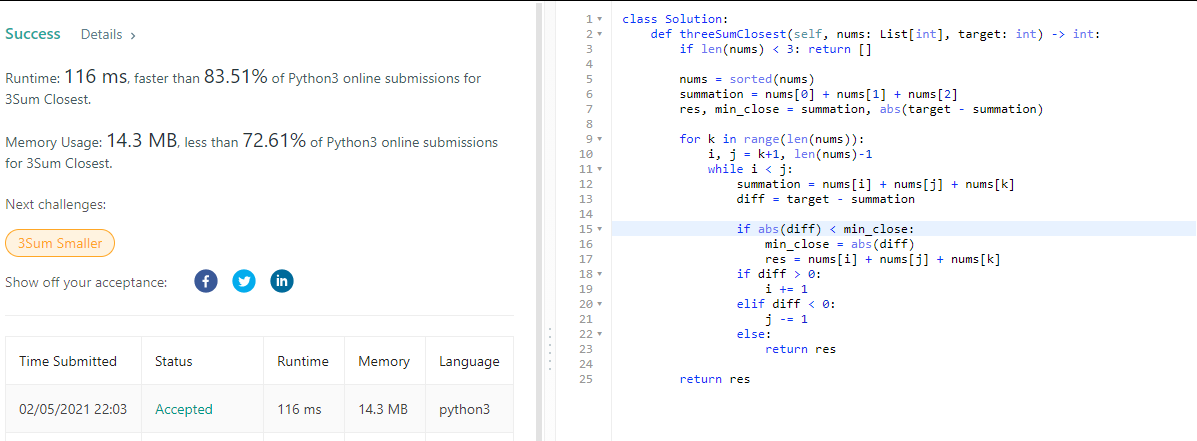 Success Details >
Runtime: 116 ms, faster than 83.51% of Python3 online submissions for
3Sum Closest.
Memory Usage: 14.3 MB, less than 72.61% of Python3 online submissions
for 3Sum Closest.
Next challenges:
3Sum Smaller
Show off your acceptance:
Time Submitted Status Runtime Memory Language
02/05/2021 22:03 Accepted 116 ms 14.3 MB python3
1 class Solution:
2     def threeSumClosest(self, nums: List[int], target: int) -> int:
3         if len(nums) < 3: return []
4
5         nums = sorted(nums)
6         summation = nums[0] + nums[1] + nums[2]
7         res, min_close = summation, abs(target - summation)
8
9         for k in range(len(nums)):
10             i, j = k+1, len(nums)-1
11             while i < j:
12                 summation = nums[i] + nums[j] + nums[k]
13                 diff = target - summation
14
15                 if abs(diff) < min_close:
16                     min_close = abs(diff)
17                     res = nums[i] + nums[j] + nums[k]
18                 if diff > 0:
19                     i += 1
20                 elif diff < 0:
21                     j -= 1
22                 else:
23                     return res
24
25         return res